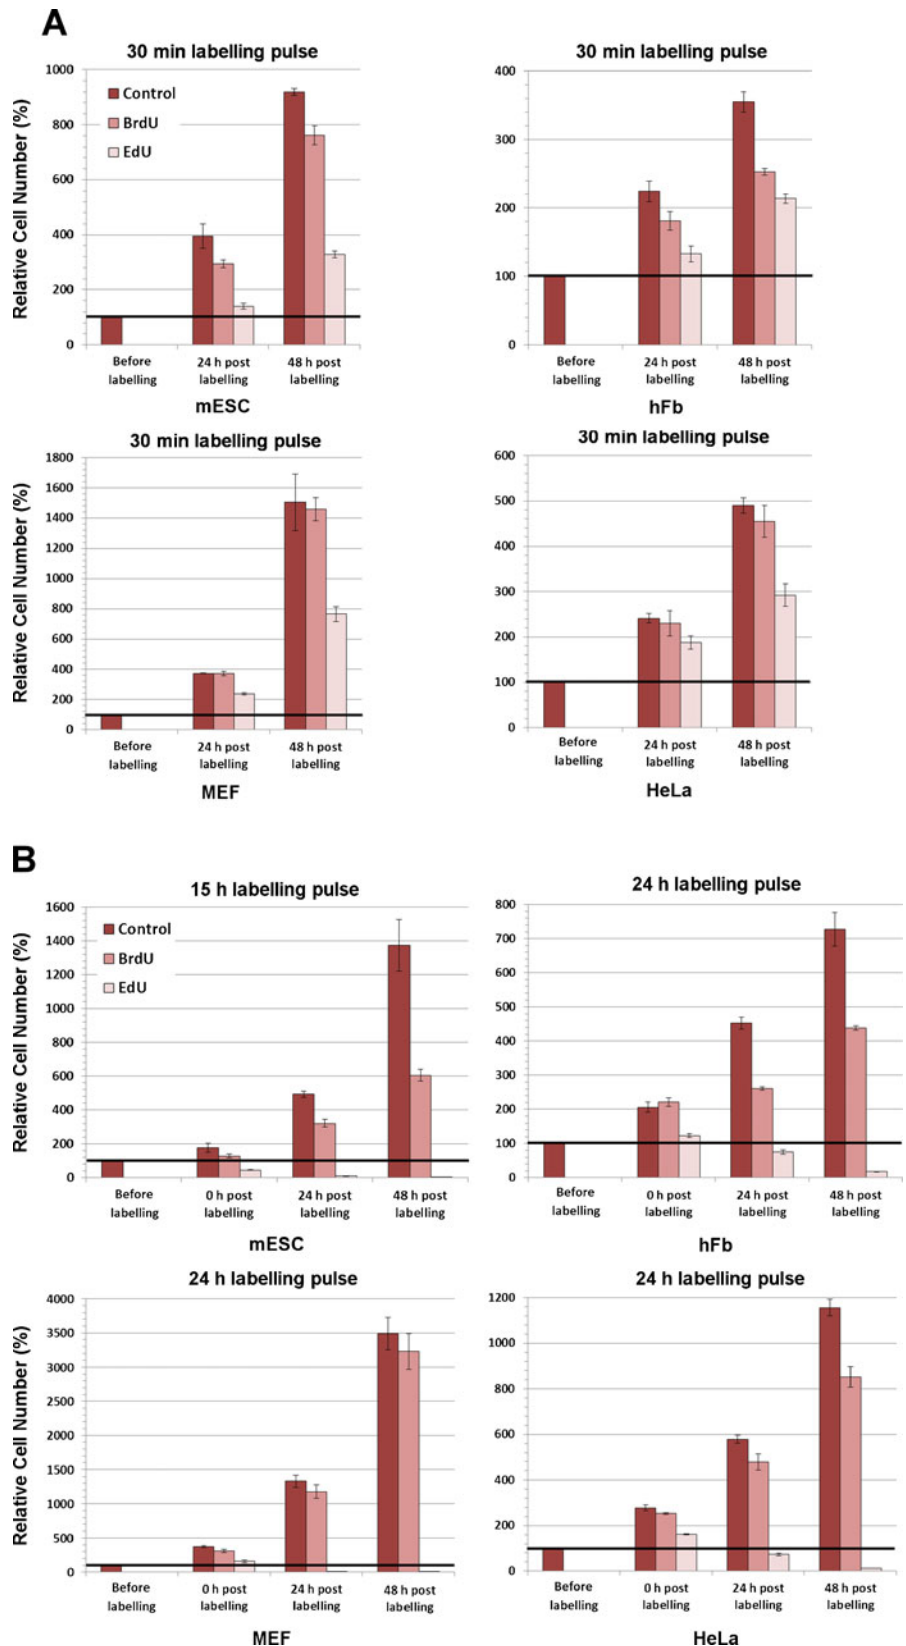 A
30 min labelling pulse
Relative Cell Number (%)
1000
800
600
400
200
0
Control
BrdU
EdU
Before labelling
24 h post labelling
48 h post labelling
mESC
30 min labelling pulse
400
300
200
100
0
Before labelling
24 h post labelling
48 h post labelling
hFb
30 min labelling pulse
Relative Cell Number (%)
1800
1600
1400
1200
1000
800
600
400
200
0
Before labelling
24 h post labelling
48 h post labelling
MEF
30 min labelling pulse
600
500
400
300
200
100
0
Before labelling
24 h post labelling
48 h post labelling
HeLa
B
15 h labelling pulse
Relative Cell Number (%)
1600
1400
1200
1000
800
600
400
200
0
Control
BrdU
EdU
Before labelling
0 h post labelling
24 h post labelling
48 h post labelling
mESC
24 h labelling pulse
800
700
600
500
400
300
200
100
0
Before labelling
0 h post labelling
24 h post labelling
48 h post labelling
hFb
24 h labelling pulse
Relative Cell Number (%)
4000
3500
3000
2500
2000
1500
1000
500
0
Before labelling
0 h post labelling
24 h post labelling
48 h post labelling
MEF
24 h labelling pulse
1200
1000
800
600
400
200
100
0
Before labelling
0 h post labelling
24 h post labelling
48 h post labelling
HeLa